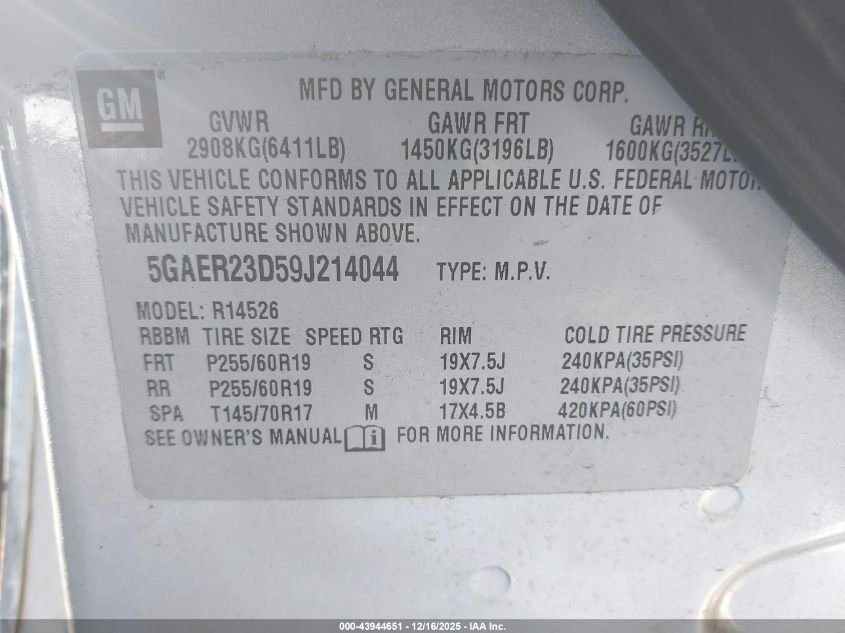 GM®
MFD BY GENERAL MOTORS CORP.
GVWR GAWR FRT GAWR
2908KG(6411LB) 1450KG(3196LB) 1600KG(3527L
THIS VEHICLE CONFORMS TO ALL APPLICABLE U.S. FEDERAL MOTOR
VEHICLE SAFETY STANDARDS IN EFFECT ON THE DATE OF
MANUFACTURE SHOWN ABOVE.
5GAER23D59J214044 TYPE: M.P.V.
MODEL: R14526
RBBM TIRE SIZE SPEED RTG RIM COLD TIRE PRESSURE
FRT P255/60R19 S 19X7.5J 240KPA(35PSI)
RR P255/60R19 S 19X7.5J 240KPA(35PSI)
SPA T145/70R17 M 17X4.5B 420KPA(60PSI)
SEE OWNER'S MANUAL i FOR MORE INFORMATION.
000-43944651 - 12/16/2025 - IAA Inc.